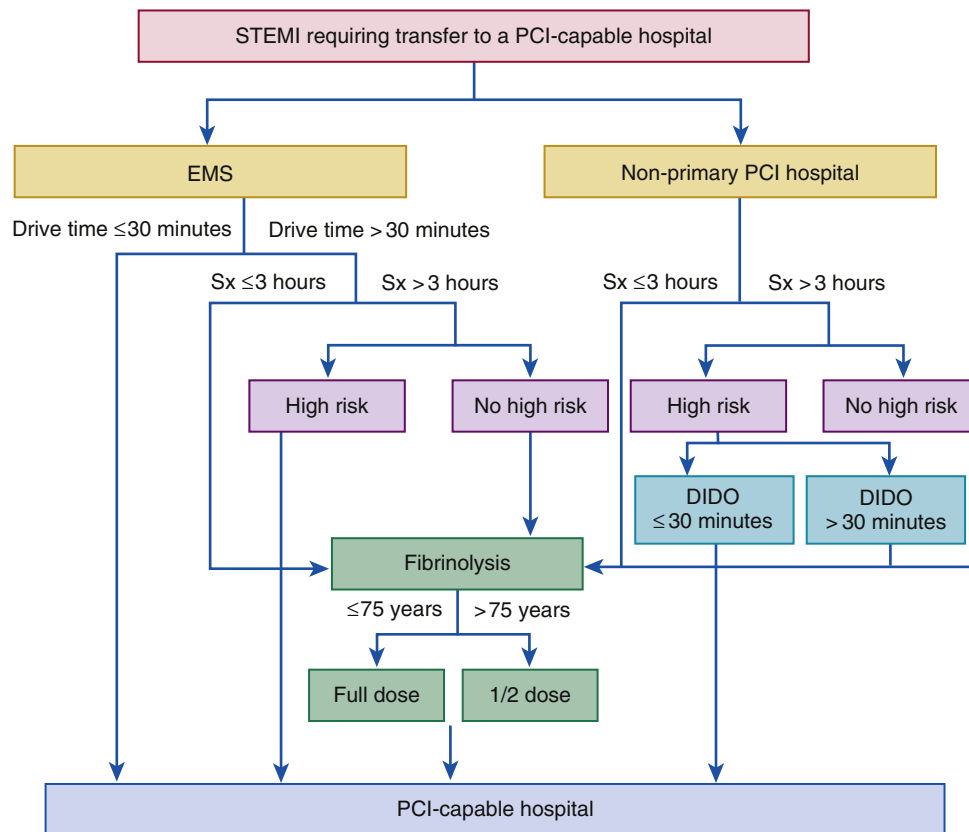 STEMI requiring transfer to a PCI-capable hospital
EMS
Non-primary PCI hospital
Drive time ≤30 minutes
Drive time >30 minutes
Sx ≤3 hours
Sx >3 hours
Sx ≤3 hours
Sx >3 hours
High risk
No high risk
High risk
No high risk
DIDO
≤30 minutes
DIDO
>30 minutes
Fibrinolysis
≤75 years
>75 years
Full dose
1/2 dose
PCI-capable hospital